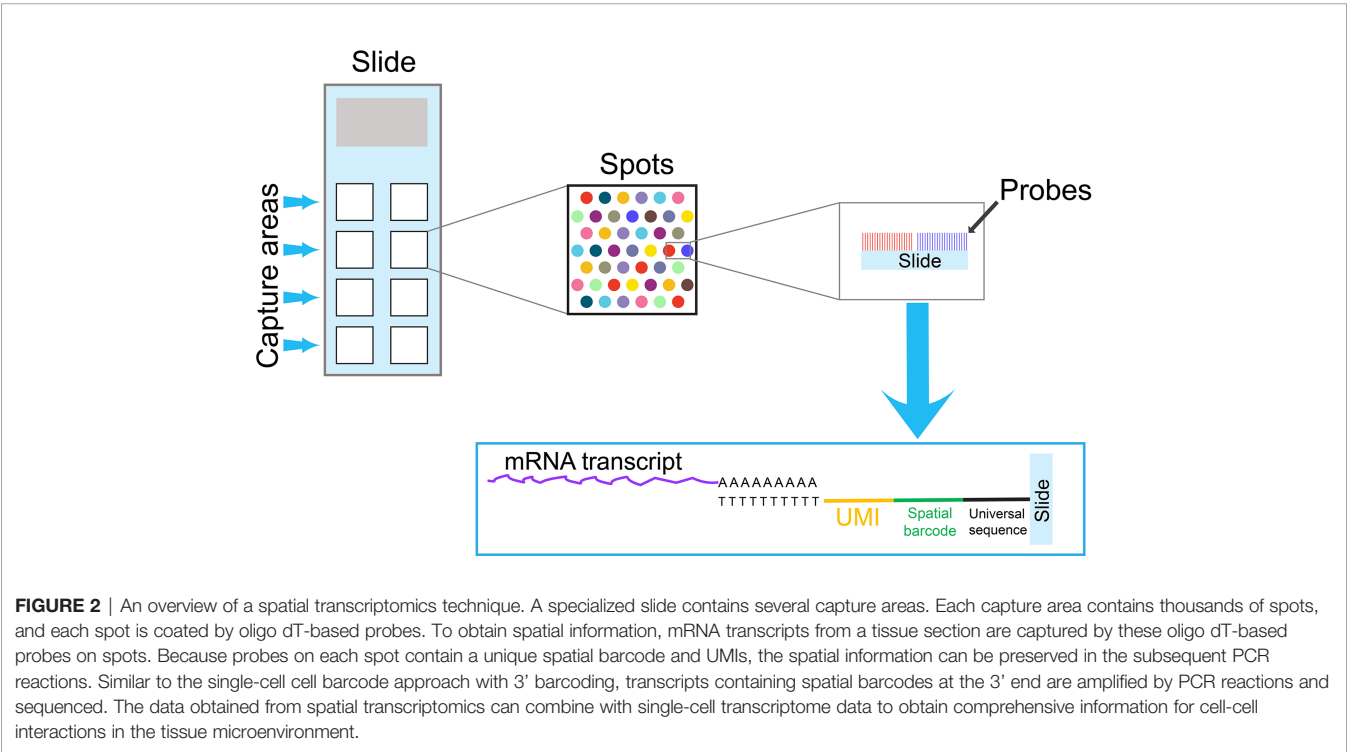 Slide
Capture areas
Spots
Probes
Slide
mRNA transcript
AAAAAAAAA
TTTTTTTTTT
UMI
Spatial
barcode
Universal
sequence
Slide
FIGURE 2 | An overview of a spatial transcriptomics technique. A specialized slide contains several capture areas. Each capture area contains thousands of spots,
and each spot is coated by oligo dT-based probes. To obtain spatial information, mRNA transcripts from a tissue section are captured by these oligo dT-based
probes on spots. Because probes on each spot contain a unique spatial barcode and UMIs, the spatial information can be preserved in the subsequent PCR
reactions. Similar to the single-cell cell barcode approach with 3’ barcoding, transcripts containing spatial barcodes at the 3’ end are amplified by PCR reactions and
sequenced. The data obtained from spatial transcriptomics can combine with single-cell transcriptome data to obtain comprehensive information for cell-cell
interactions in the tissue microenvironment.